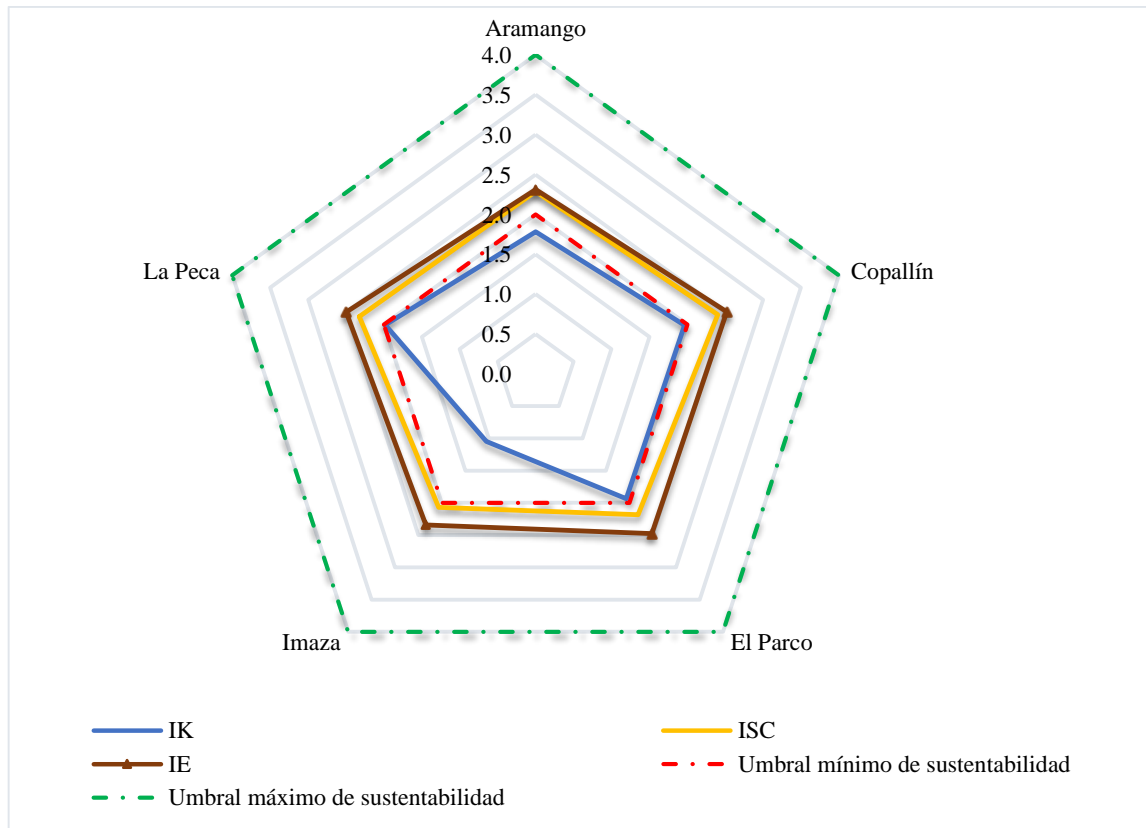 Aramango
4.0
3.5
3.0
2.5
2.0
1.5
1.0
0.5
0.0
La Peca
Copallín
Imaza
El Parco
IK
ISC
IE
Umbral mínimo de sustentabilidad
Umbral máximo de sustentabilidad